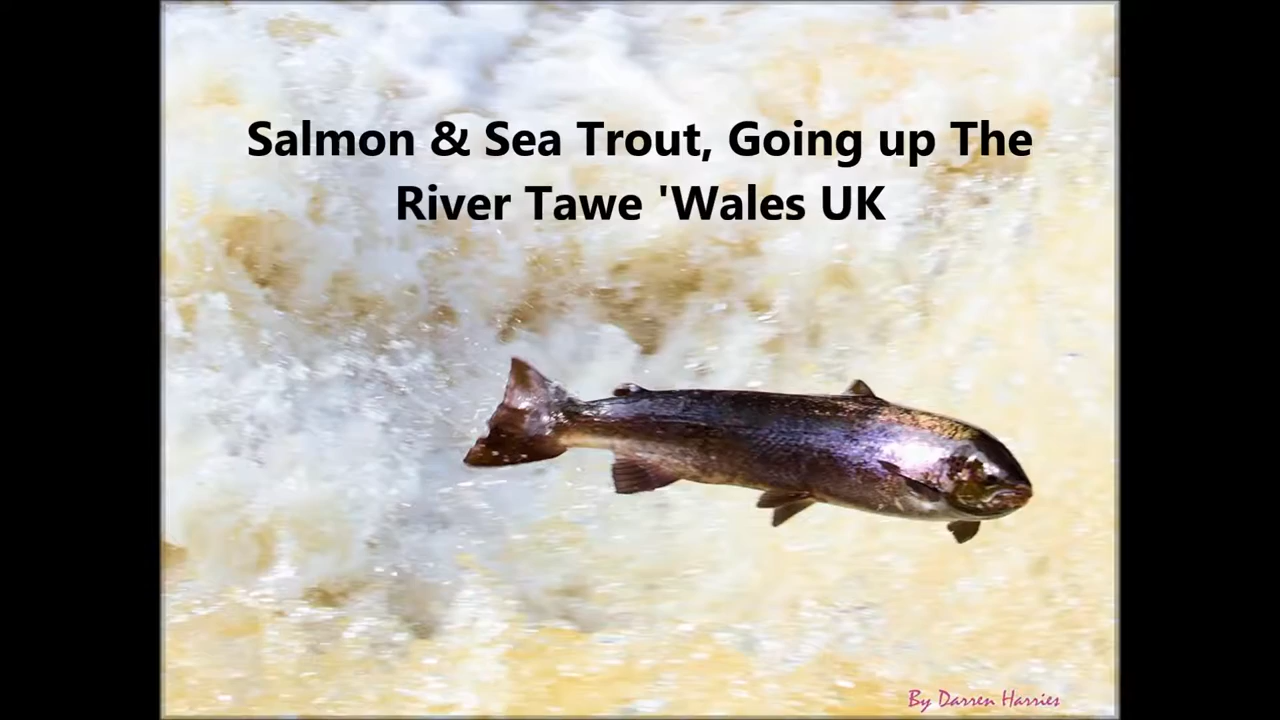 Salmon & Sea Trout, Going up The
River Tawe 'Wales UK
By Darren Harries